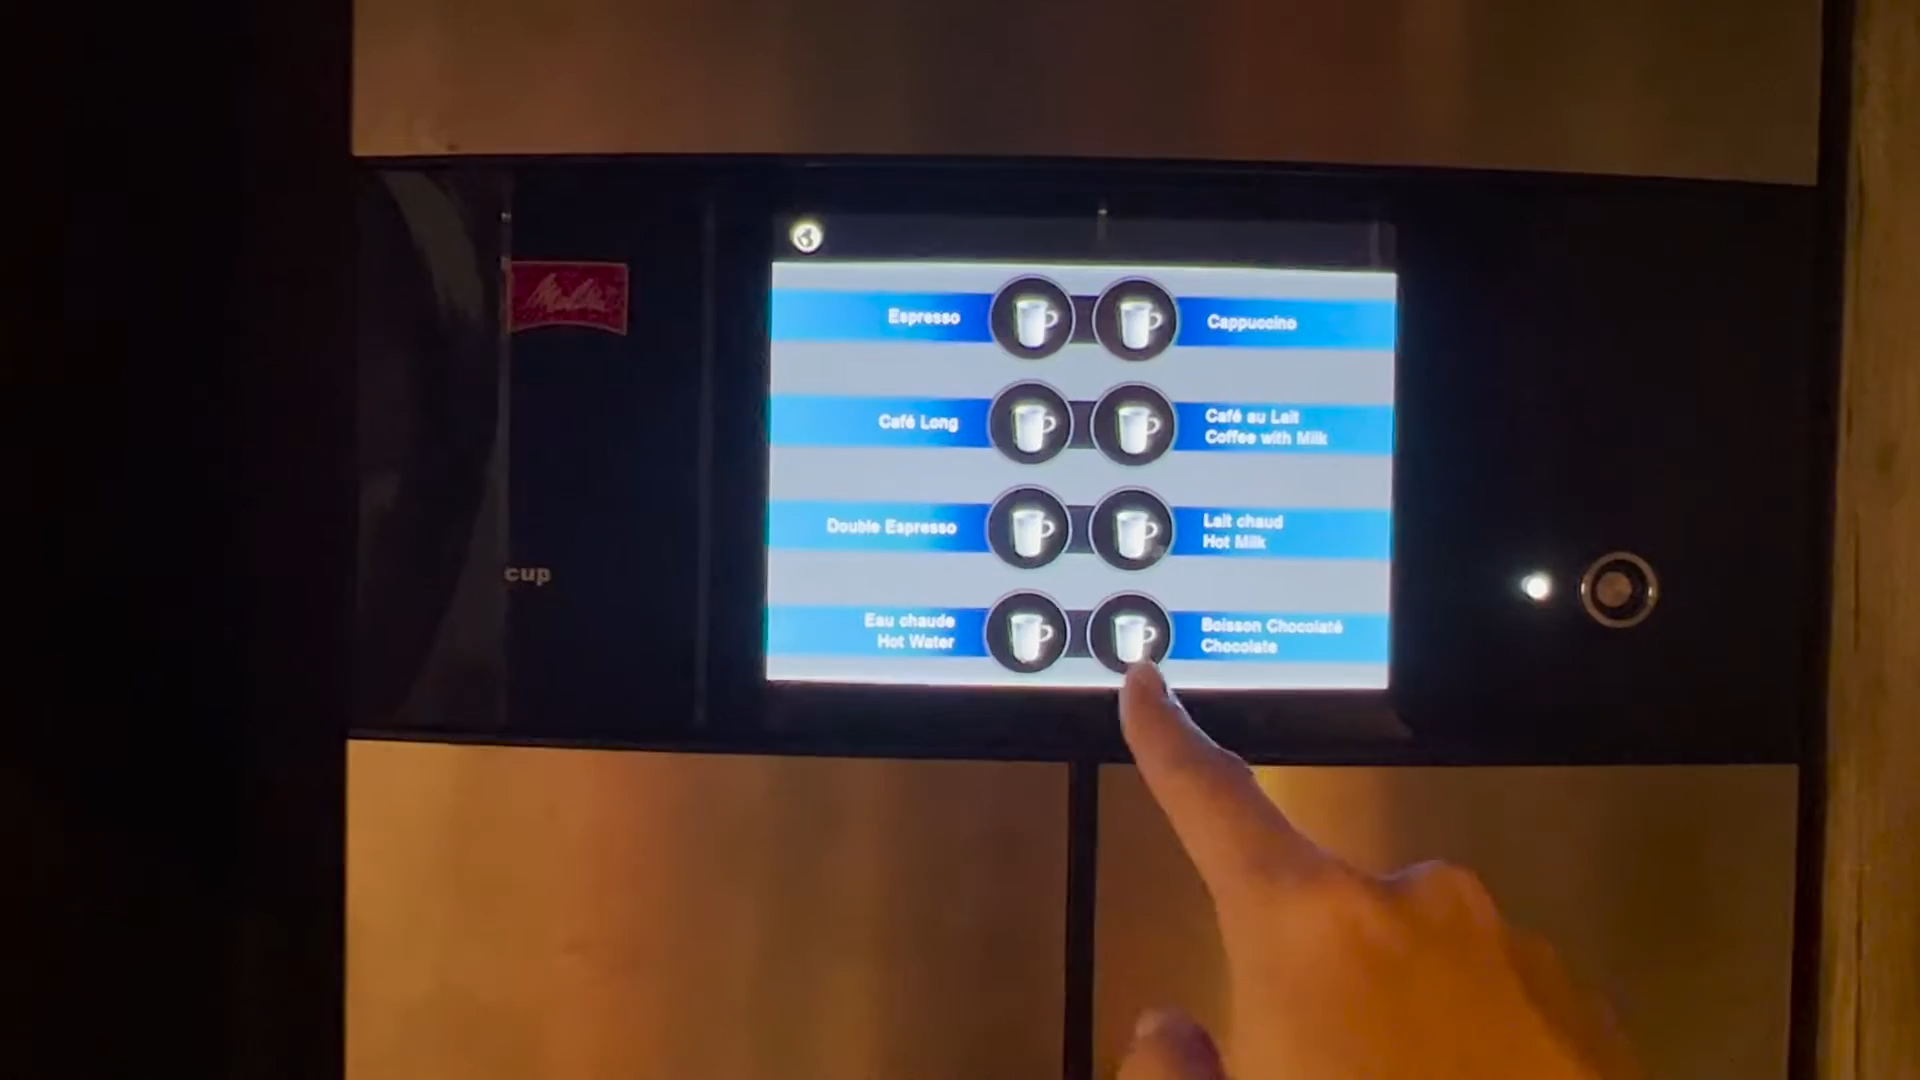 Melitta
Espresso
Cappuccino
Café Long
Café au Lait
Coffee with Milk
Double Espresso
Lait chaud
Hot Milk
cup
Eau chaude
Hot Water
Boisson Chocolaté
Chocolate